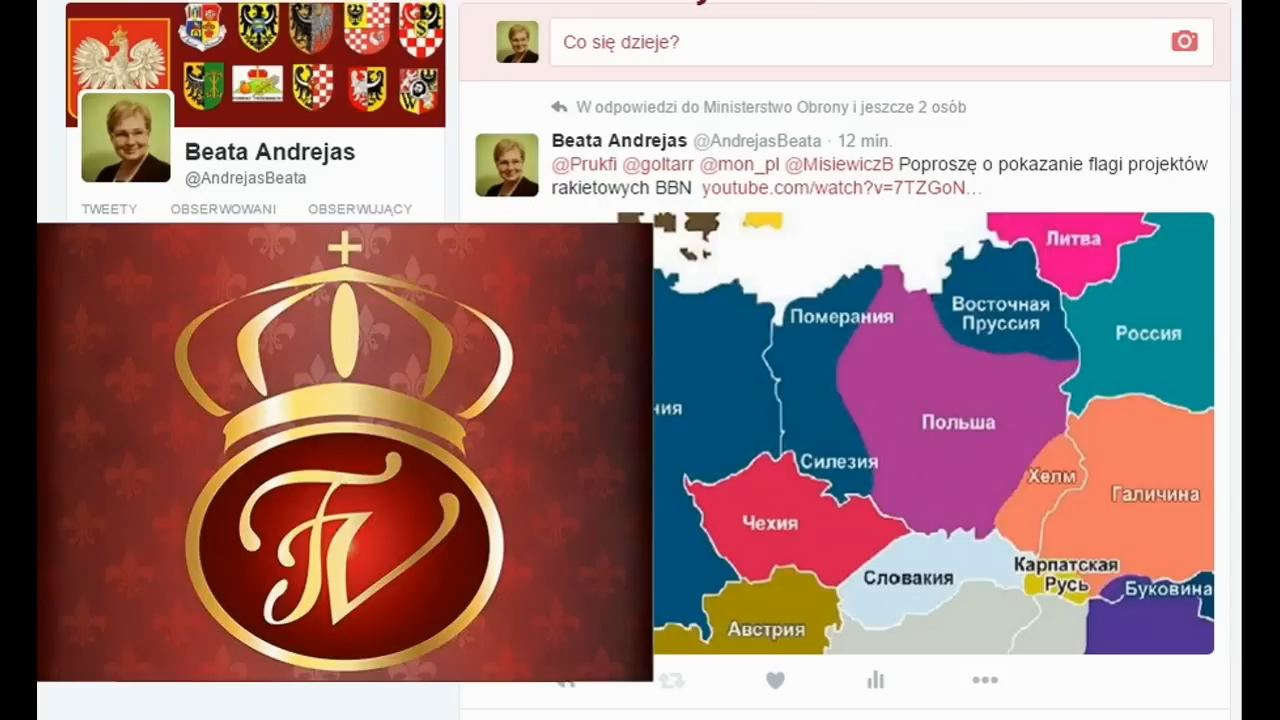 Co się dzieje?
W odpowiedzi do Ministerstwo Obrony i jeszcze 2 osób
Beata Andrejas @AndrejasBeata · 12 min.
@Prukfi @goltarr @mon_pl @MisiewiczB Poproszę o pokazanie flagi projektów
rakietowych BBN youtube.com/watch?v=7TZGoN…
Beata Andrejas
@AndrejasBeata
TWEETY OBSERWOWANI OBSERWUJĄCY
TV
Литва
Померания
Восточная
Пруссия
Россия
Польша
Силезия
Хелм
Галичина
Чехия
Словакия
Карпатская
Русь
Буковина
Австрия